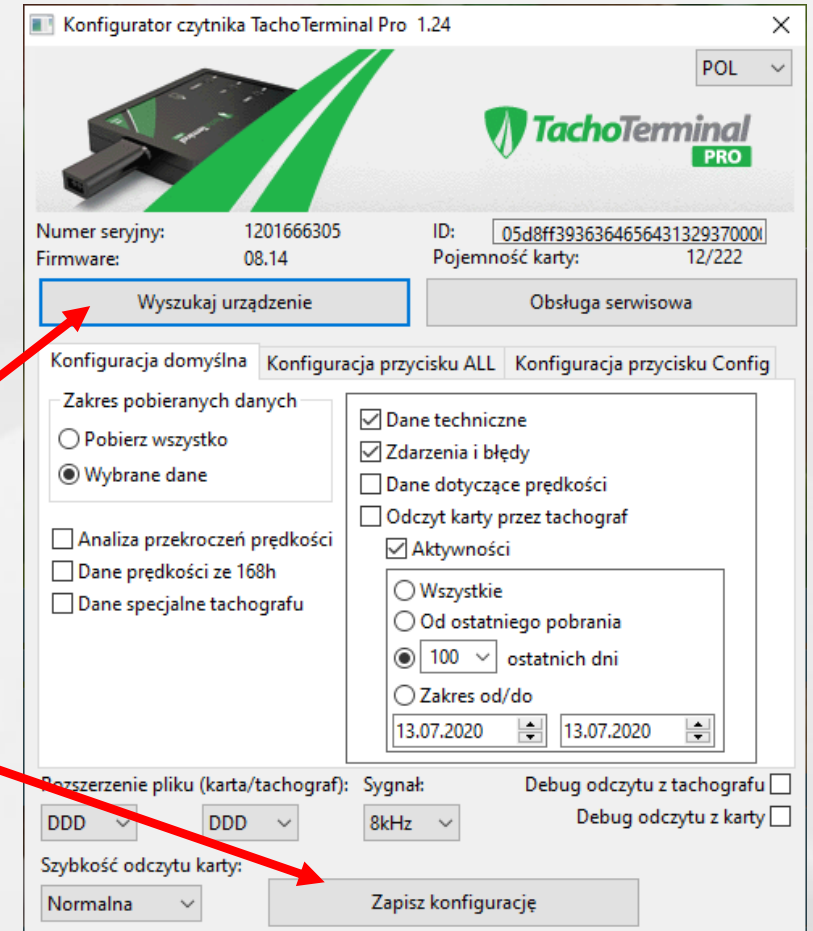 Konfigurator czytnika TachoTerminal Pro 1.24
POL
TachoTerminal
PRO
Numer seryjny: 1201666305 ID: 05d8ff3936364656431329370000
Firmware: 08.14 Pojemność karty: 12/222
Wyszukaj urządzenie Obsługa serwisowa
Konfiguracja domyślna Konfiguracja przycisku ALL Konfiguracja przycisku Config
Zakres pobieranych danych
Pobierz wszystko
Wybrane dane
Analiza przekroczeń prędkości
Dane prędkości ze 168h
Dane specjalne tachografu
Dane techniczne
Zdarzenia i błędy
Dane dotyczące prędkości
Odczyt karty przez tachograf
Aktywności
Wszystkie
Od ostatniego pobrania
100 ostatnich dni
Zakres od/do
13.07.2020 13.07.2020
Rozszerzenie pliku (karta/tachograf): Sygnał: Debug odczytu z tachografu
DDD DDD 8kHz Debug odczytu z karty
Szybkość odczytu karty:
Normalna Zapisz konfigurację